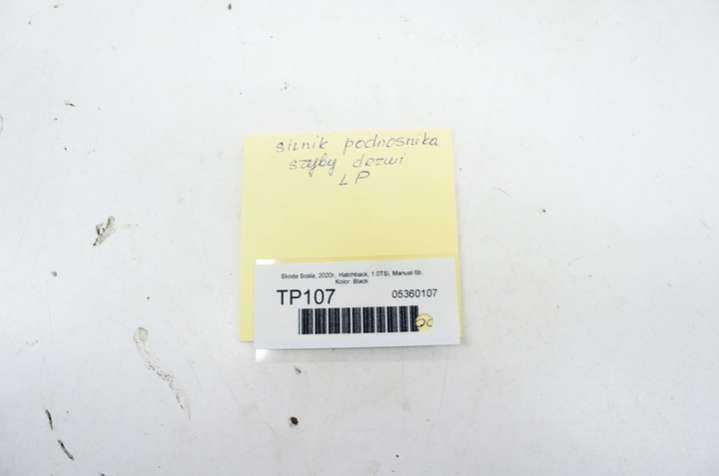 silnik podnosnika
szyby drzwi
LP
Skoda Scala, 2020r., Hatchback, 1.0TSI, Manual 6b.
Kolor: Black
TP107 05360107